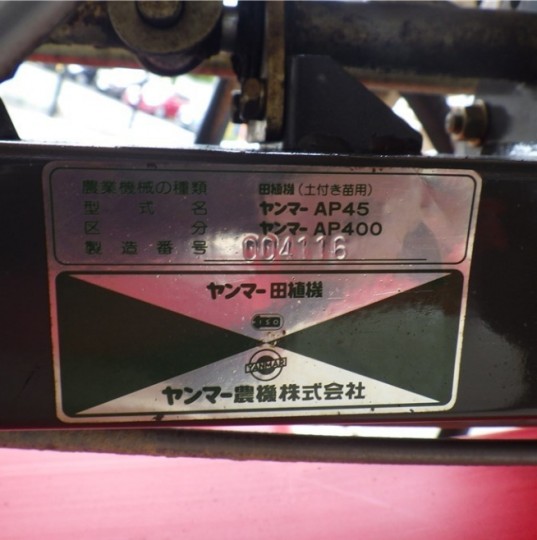 農業機械の種類 田植機(土付き苗用)
型式名 ヤンマー AP45
区分 ヤンマー AP400
製造番号 004116
ヤンマー田植機
YANMAR
ヤンマー農機株式会社